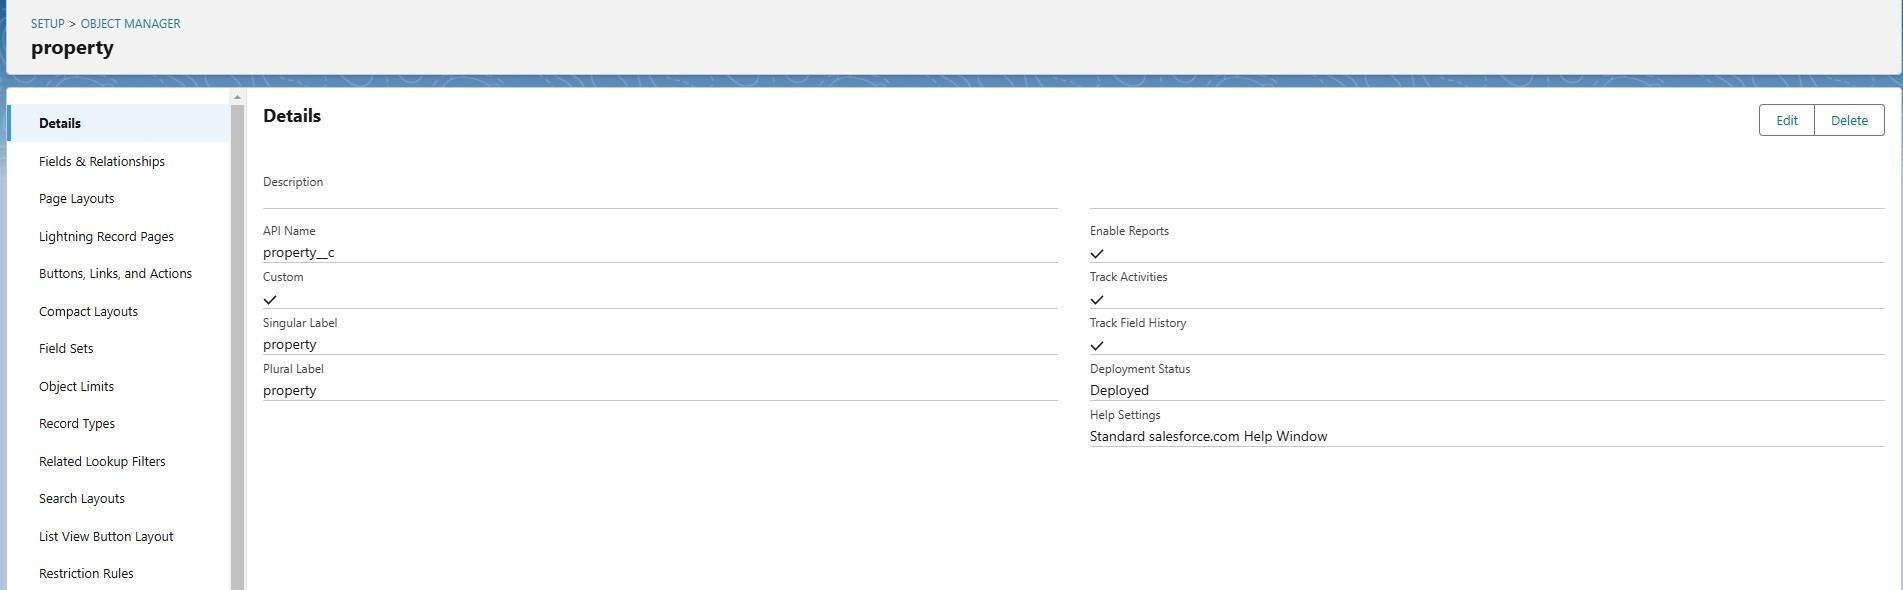 SETUP > OBJECT MANAGER
property
Details
Fields & Relationships
Page Layouts
Lightning Record Pages
Buttons, Links, and Actions
Compact Layouts
Field Sets
Object Limits
Record Types
Related Lookup Filters
Search Layouts
List View Button Layout
Restriction Rules
Details
Edit
Delete
Description
API Name
property__c
Custom
Singular Label
property
Plural Label
property
Enable Reports
Track Activities
Track Field History
Deployment Status
Deployed
Help Settings
Standard salesforce.com Help Window